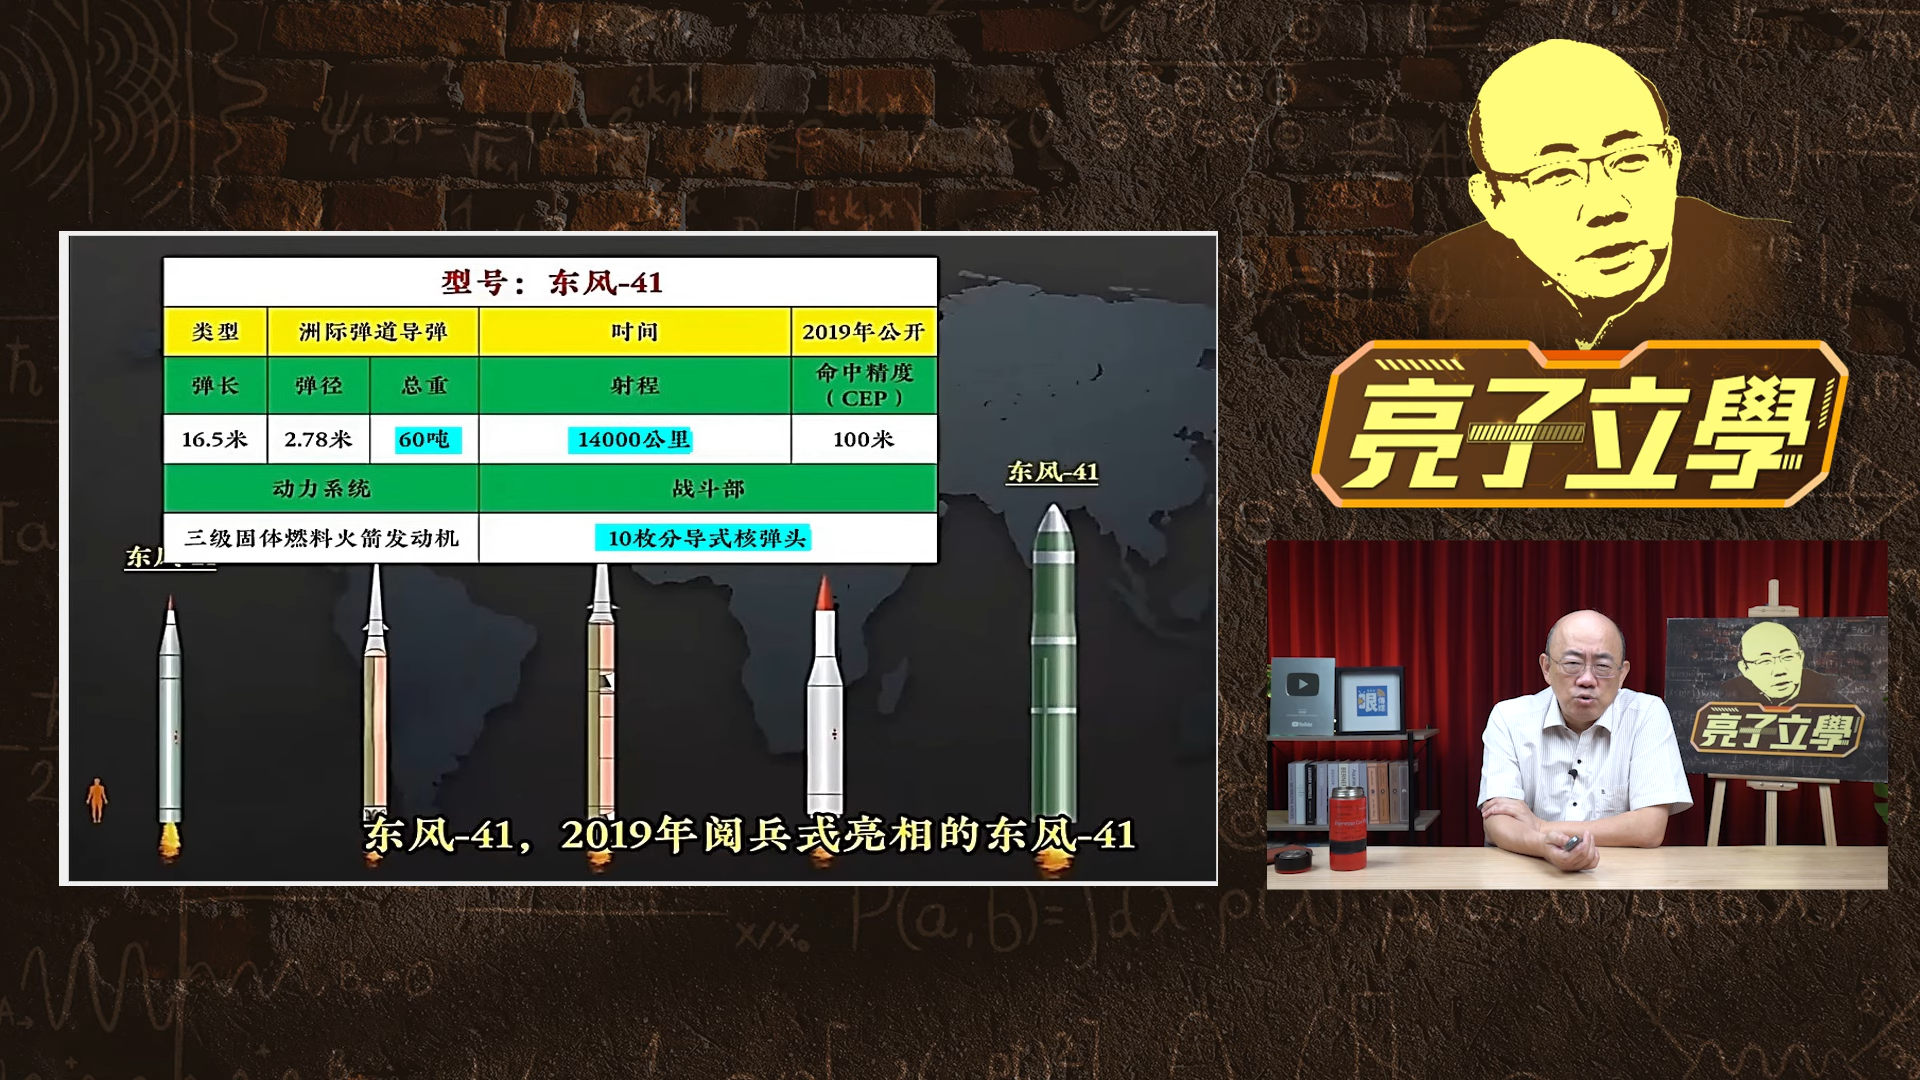 型号：东风-41
类型 洲际弹道导弹 时间 2019年公开
弹长 弹径 总重 射程 命中精度
（CEP）
16.5米 2.78米 60吨 14000公里 100米
动力系统 战斗部
三级固体燃料火箭发动机 10枚分导式核弹头
东风-41
东风-41，2019年阅兵式亮相的东风-41
亮子立學
亮子立學